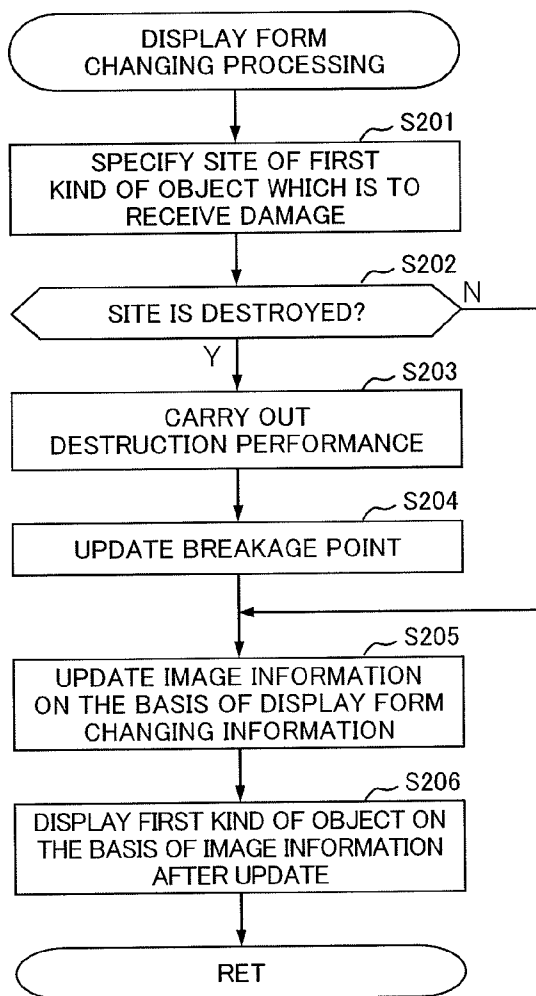 DISPLAY FORM
CHANGING PROCESSING
S201
SPECIFY SITE OF FIRST
KIND OF OBJECT WHICH IS TO
RECEIVE DAMAGE
S202
SITE IS DESTROYED?
N
Y
S203
CARRY OUT
DESTRUCTION PERFORMANCE
S204
UPDATE BREAKAGE POINT
S205
UPDATE IMAGE INFORMATION
ON THE BASIS OF DISPLAY FORM
CHANGING INFORMATION
S206
DISPLAY FIRST KIND OF OBJECT ON
THE BASIS OF IMAGE INFORMATION
AFTER UPDATE
RET